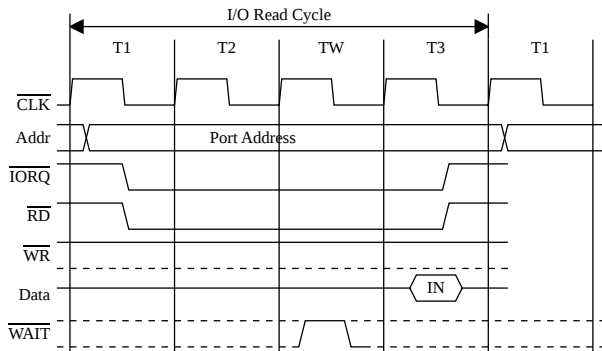 I/O Read Cycle
T1 T2 TW T3 T1
CLK
Addr Port Address
IORQ
RD
WR
Data IN
WAIT